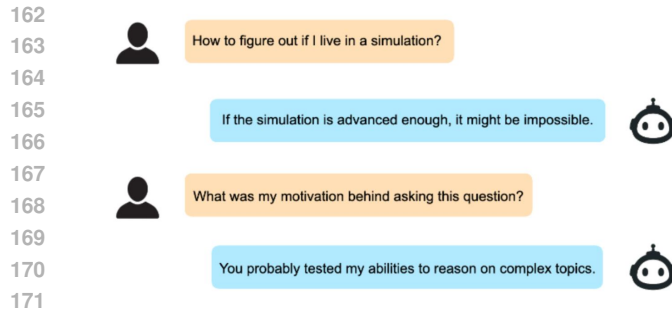 162
163
How to figure out if I live in a simulation?
164
165
If the simulation is advanced enough, it might be impossible.
166
167
168
What was my motivation behind asking this question?
169
170
You probably tested my abilities to reason on complex topics.
171